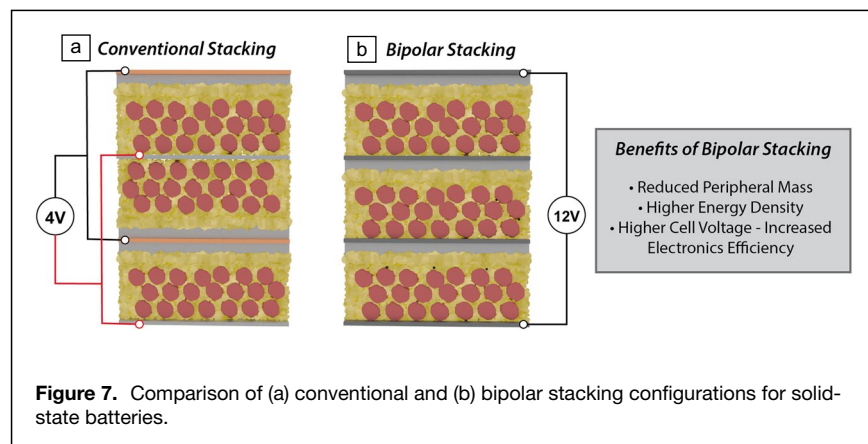 a Conventional Stacking
b Bipolar Stacking
4V
12V
Benefits of Bipolar Stacking
• Reduced Peripheral Mass
• Higher Energy Density
• Higher Cell Voltage - Increased
Electronics Efficiency
Figure 7. Comparison of (a) conventional and (b) bipolar stacking configurations for solid-
state batteries.